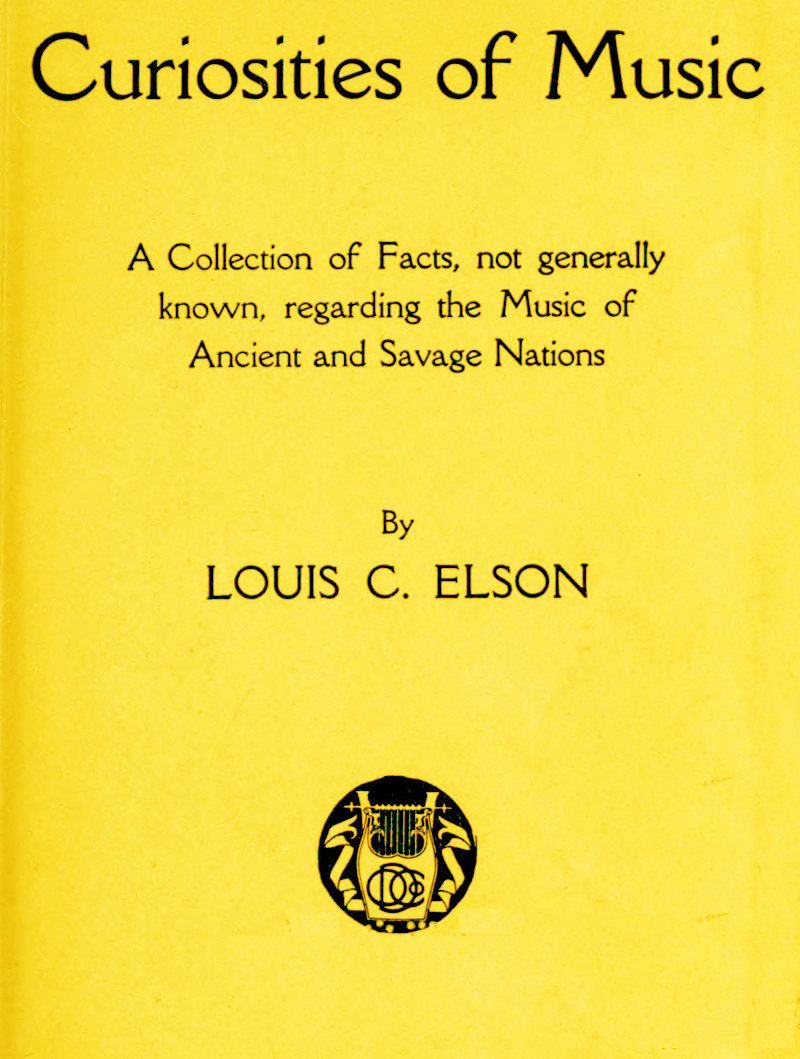 Curiosities of Music
A Collection of Facts, not generally
known, regarding the Music of
Ancient and Savage Nations
By
LOUIS C. ELSON